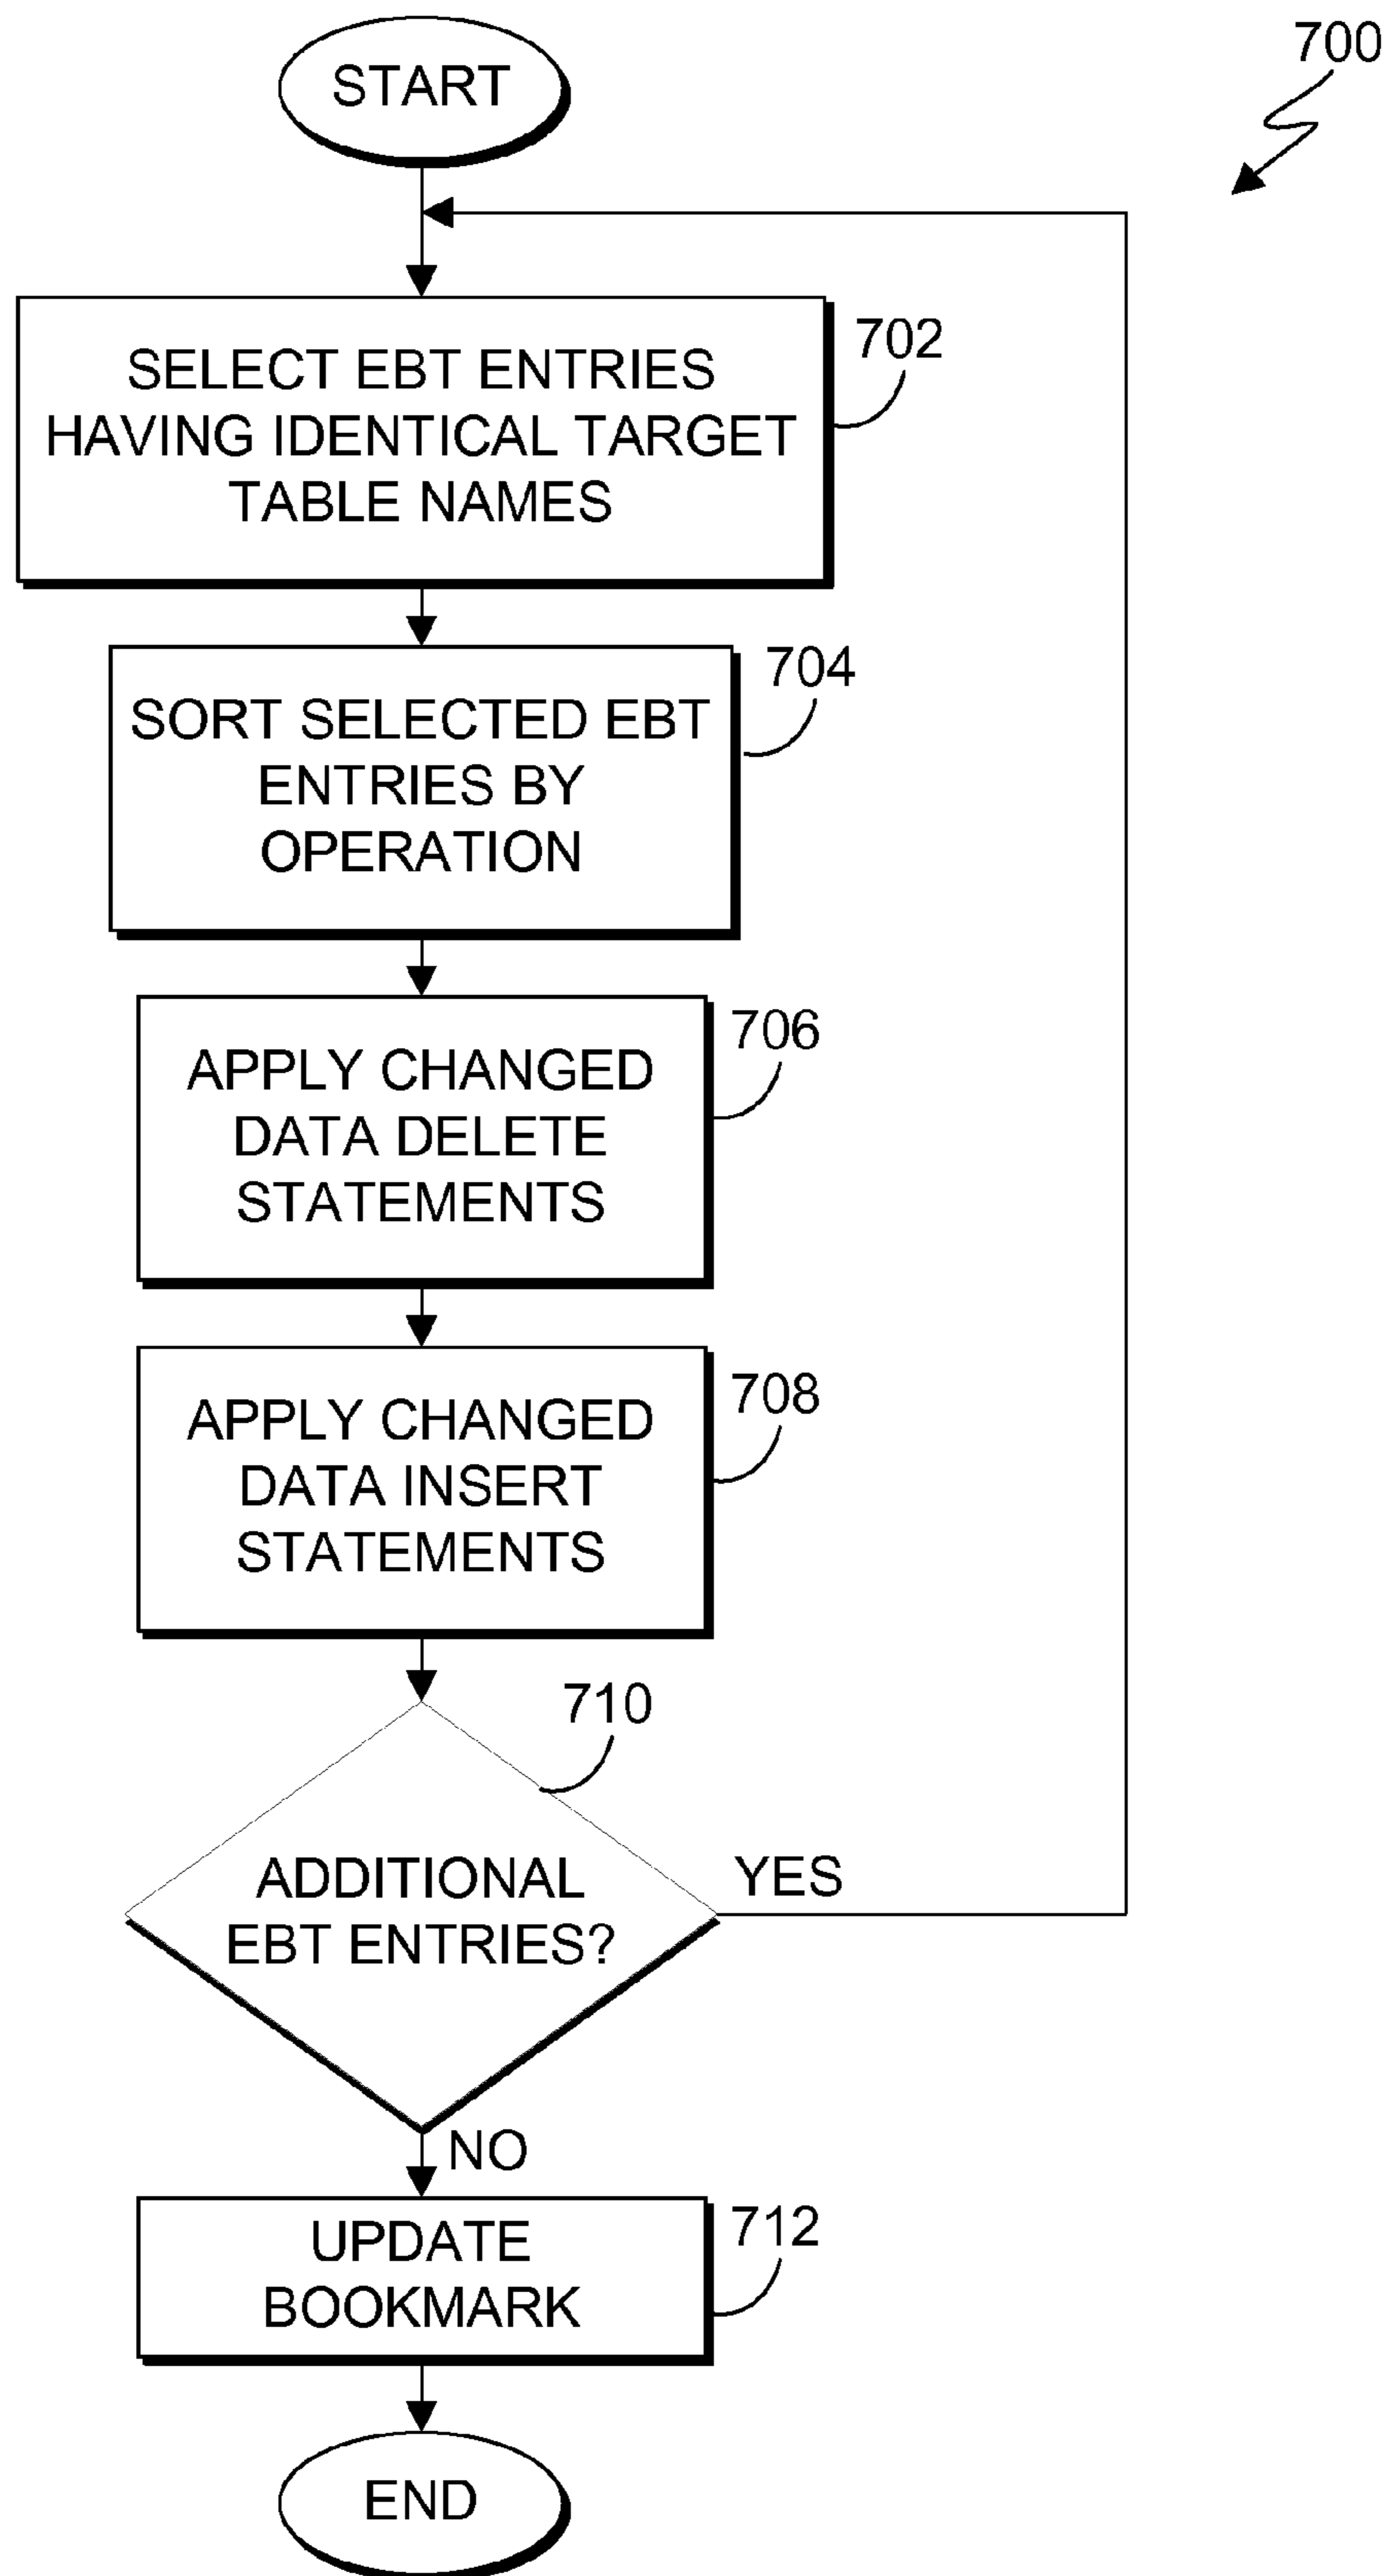 START
700
SELECT EBT ENTRIES
HAVING IDENTICAL TARGET
TABLE NAMES
702
SORT SELECTED EBT
ENTRIES BY
OPERATION
704
APPLY CHANGED
DATA DELETE
STATEMENTS
706
APPLY CHANGED
DATA INSERT
STATEMENTS
708
710
ADDITIONAL
EBT ENTRIES?
YES
NO
UPDATE
BOOKMARK
712
END